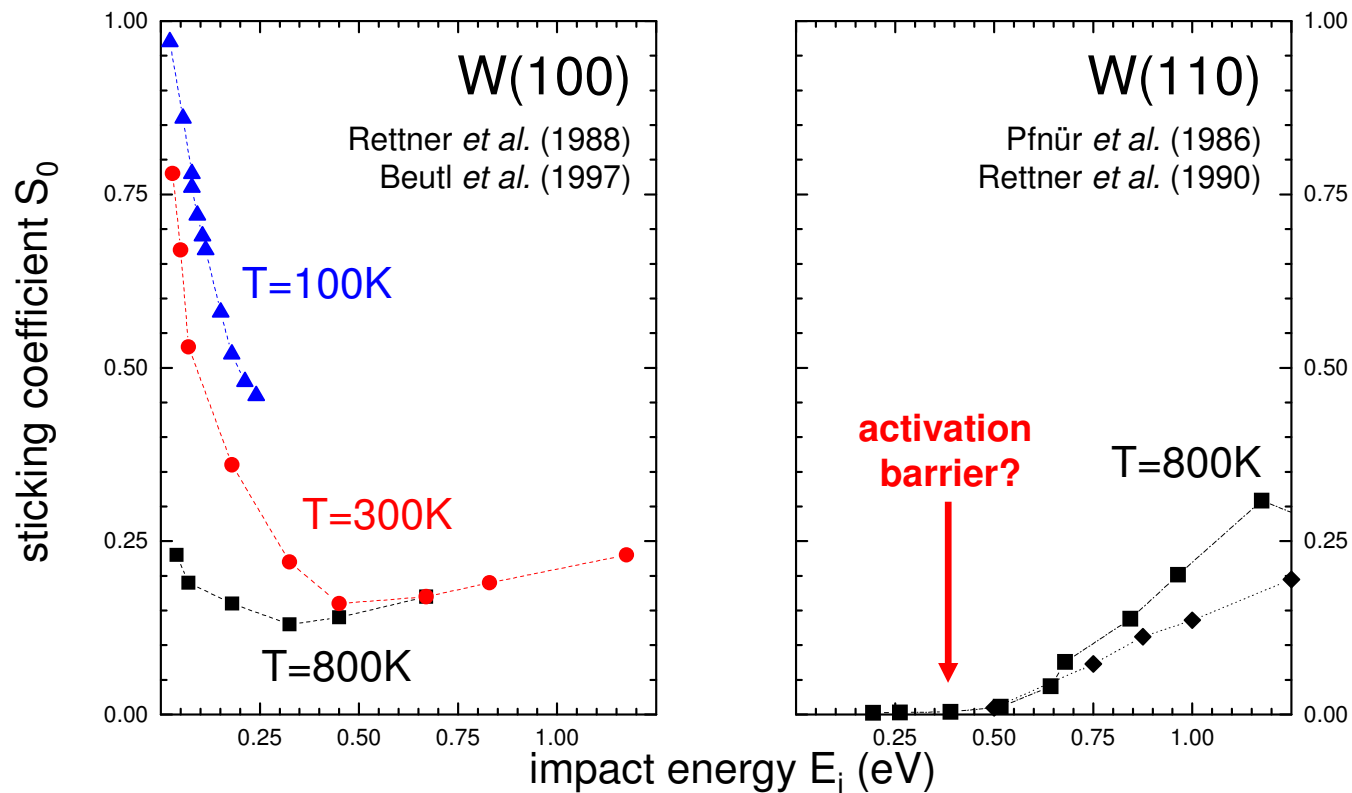 sticking coefficient S0
1.00
0.75
0.50
0.25
0.00
W(100)
Rettner et al. (1988)
Beutl et al. (1997)
T=100K
T=300K
T=800K
0.25
0.50
0.75
1.00
W(110)
Pfnür et al. (1986)
Rettner et al. (1990)
activation
barrier?
T=800K
1.00
0.75
0.50
0.25
0.00
0.25
0.50
0.75
1.00
impact energy Ei (eV)